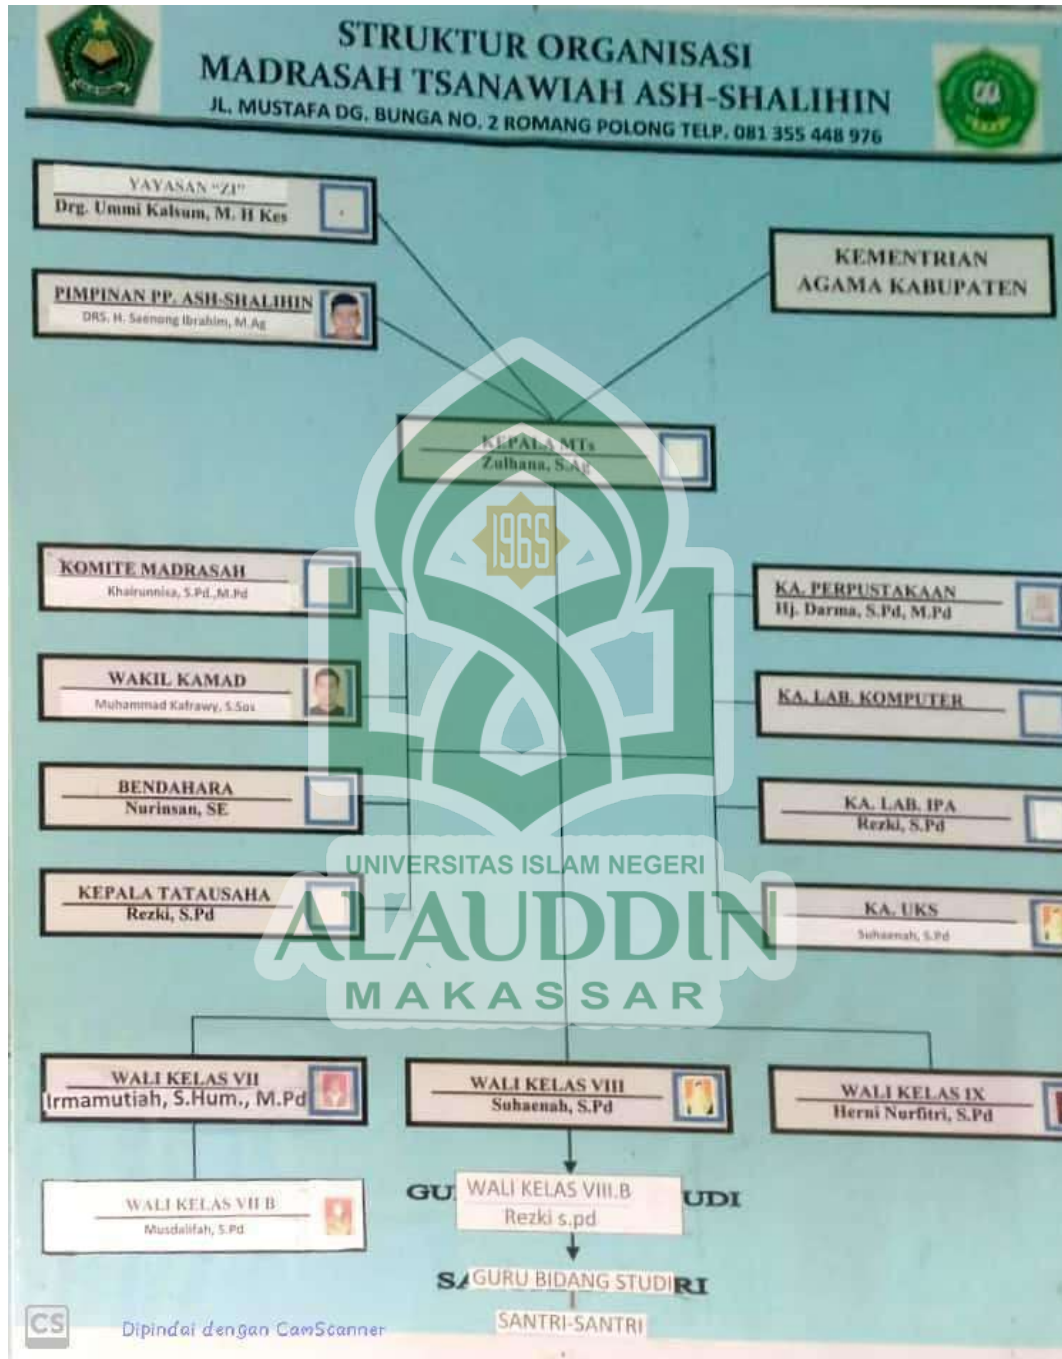 STRUKTUR ORGANISASI
MADRASAH TSANAWIAH ASH-SHALIHIN
JL. MUSTAFA DG. BUNGA NO. 2 ROMANG POLONG TELP. 081 355 448 976
YAYASAN "ZI"
Drg. Ummi Kalsum, M. H Kes
KEMENTRIAN
AGAMA KABUPATEN
PIMPINAN PP. ASH-SHALIHIN
DRS. H. Saenong Ibrahim, M.Ag
KEPALA MTs
Zulhana, S.Ag
1965
KOMITE MADRASAH
Khairunnisa, S.Pd.,M.Pd
KA. PERPUSTAKAAN
Hj. Darma, S.Pd, M.Pd
WAKIL KAMAD
Muhammad Kafrawy, S.Sos
KA. LAB. KOMPUTER
BENDAHARA
Nurinsan, SE
KA. LAB. IPA
Rezki, S.Pd
UNIVERSITAS ISLAM NEGERI
ALAUDDIN
MAKASSAR
KEPALA TATAUSAHA
Rezki, S.Pd
KA. UKS
Suhaenah, S.Pd
WALI KELAS VII
Irmamutiah, S.Hum., M.Pd
WALI KELAS VIII
Suhaenah, S.Pd
WALI KELAS IX
Herni Nurfitri, S.Pd
WALI KELAS VII B
Musdalifah, S.Pd
GU UDI
WALI KELAS VIII.B
Rezki s.pd
SA RI
GURU BIDANG STUDI
SANTRI-SANTRI
CS
Dipindai dengan CamScanner